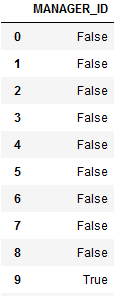 MANAGER_ID
0 False
1 False
2 False
3 False
4 False
5 False
6 False
7 False
8 False
9 True